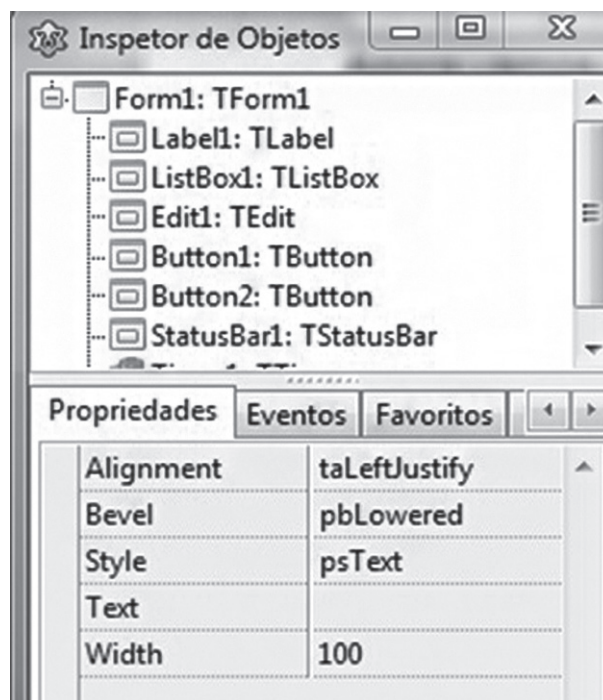 Inspetor de Objetos
Form1: TForm1
Label1: TLabel
ListBox1: TListBox
Edit1: TEdit
Button1: TButton
Button2: TButton
StatusBar1: TStatusBar
Propriedades Eventos Favoritos
Alignment taLeftJustify
Bevel pbLowered
Style psText
Text
Width 100